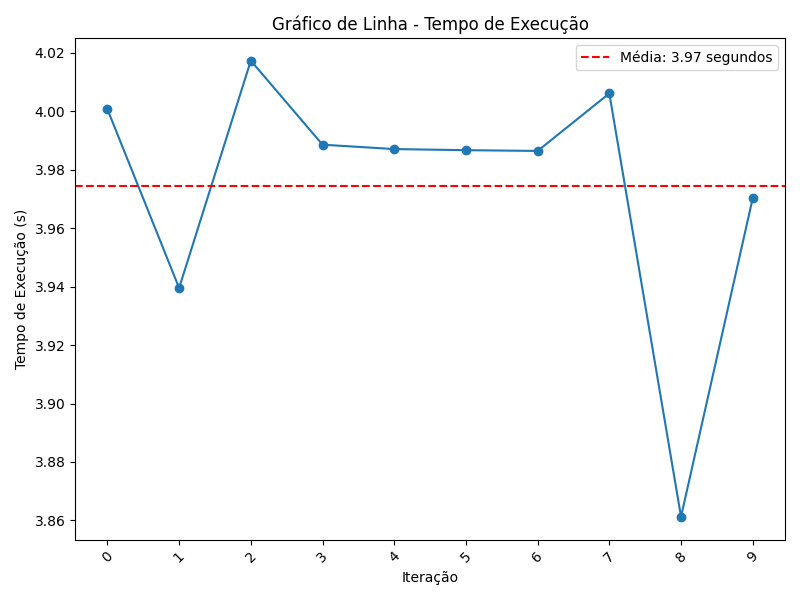 Gráfico de Linha - Tempo de Execução
Média: 3.97 segundos
4.02
4.00
3.98
3.96
3.94
3.92
3.90
3.88
3.86
Tempo de Execução (s)
0 1 2 3 4 5 6 7 8 9
Iteração